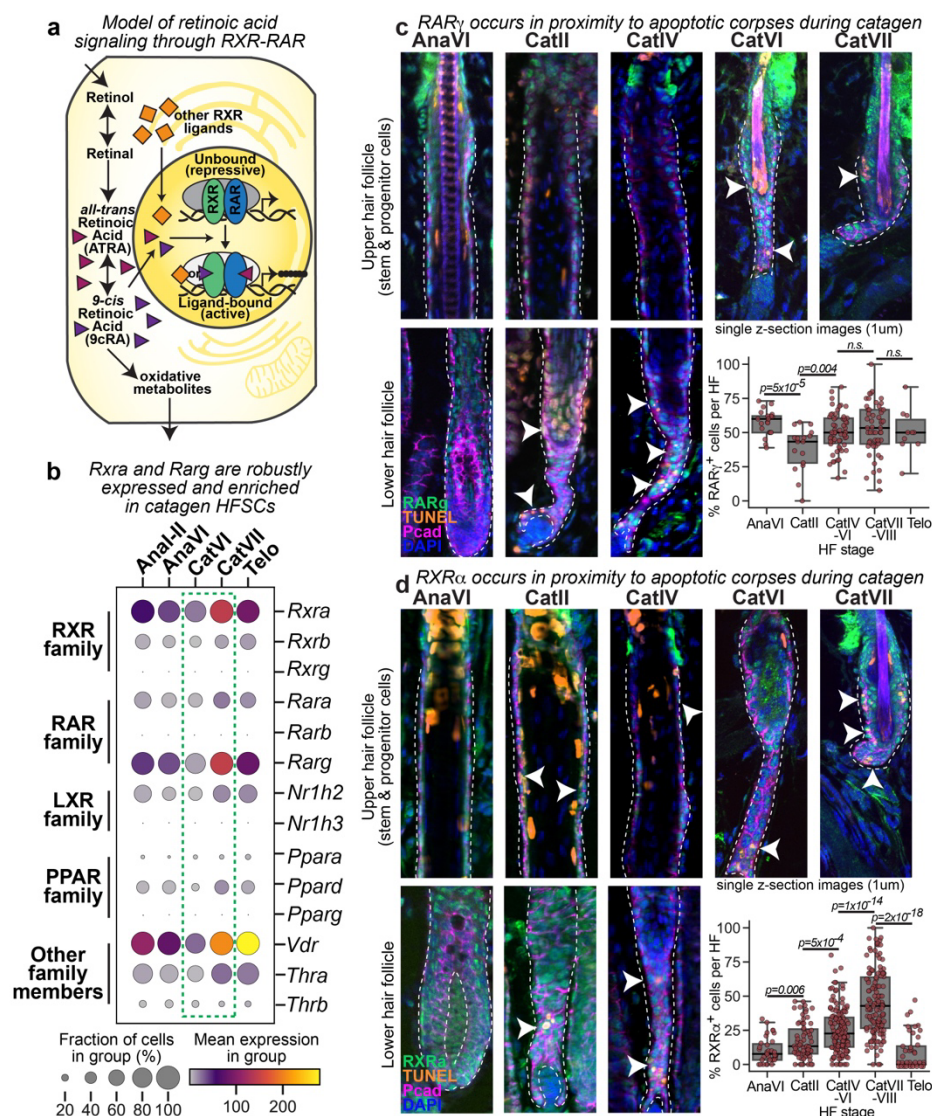 a
Model of retinoic acid
signaling through RXR-RAR
Retinol
Retinal
all-trans
Retinoic
Acid
(ATRA)
9-cis
Retinoic
Acid
(9cRA)
oxidative
metabolites
other RXR
ligands
Unbound
(repressive)
RXR
RAR
or
Ligand-bound
(active)
b
Rxra and Rarg are robustly
expressed and enriched
in catagen HFSCs
AnaI-II
AnaVI
CatVI
CatVII
Telo
RXR
family
RAR
family
LXR
family
PPAR
family
Other
family
members
Rxra
Rxrb
Rxrg
Rara
Rarb
Rarg
Nr1h2
Nr1h3
Ppara
Ppard
Pparg
Vdr
Thra
Thrb
Fraction of cells
in group (%)
20 40 60 80 100
Mean expression
in group
100 200
c
RARγ occurs in proximity to apoptotic corpses during catagen
AnaVI CatII CatIV CatVI CatVII
Upper hair follicle
(stem & progenitor cells)
Lower hair follicle
RARg
TUNEL
Pcad
DAPI
single z-section images (1um)
% RARγ+ cells per HF
100
75
50
25
0
p=5x10-5
p=0.004
n.s.
n.s.
AnaVI CatII CatIV-VI CatVII-VIII Telo
HF stage
d
RXRα occurs in proximity to apoptotic corpses during catagen
AnaVI CatII CatIV CatVI CatVII
Upper hair follicle
(stem & progenitor cells)
Lower hair follicle
RXRa
TUNEL
Pcad
DAPI
single z-section images (1um)
% RXRα+ cells per HF
100
75
50
25
0
p=0.006
p=5x10-4
p=1x10-14
p=2x10-18
AnaVI CatII CatIV-VI CatVII-VIII Telo
HF stage